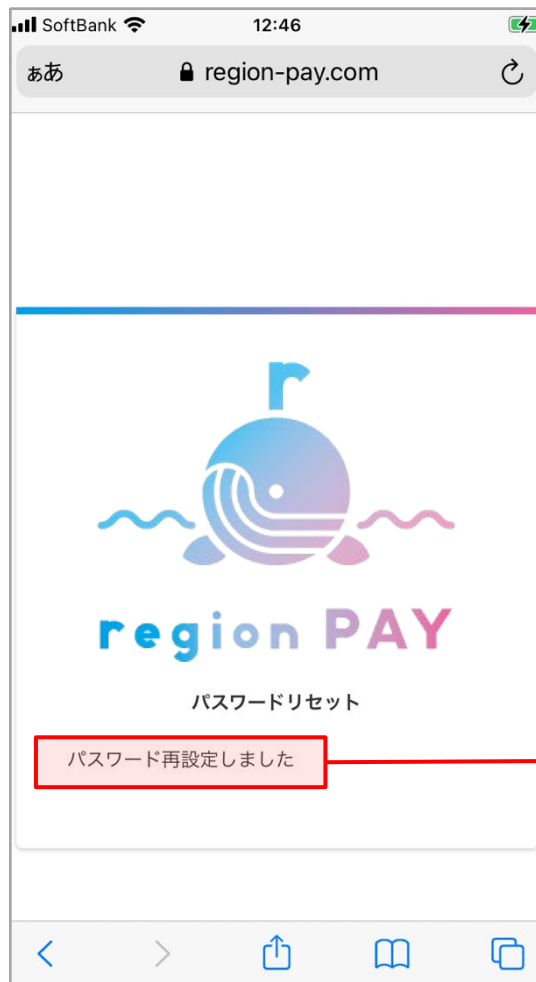 SoftBank 12:46
ぁあ region-pay.com
r
region PAY
パスワードリセット
パスワード再設定しました